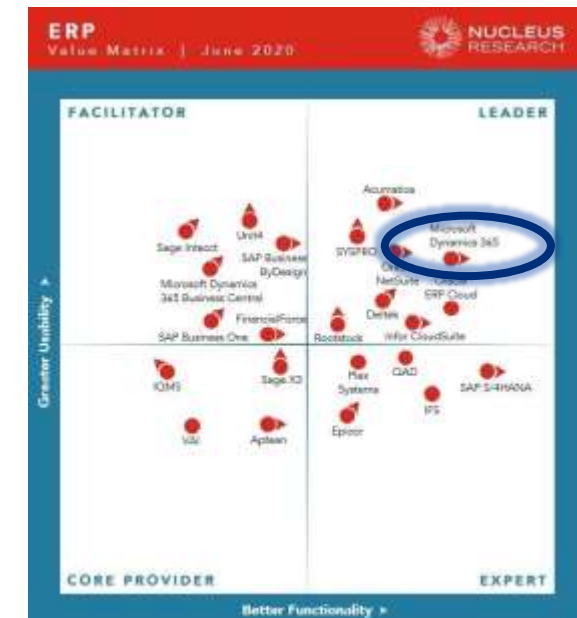 ERP
Value Matrix | June 2020
NUCLEUS
RESEARCH
FACILITATOR
LEADER
Acumatica
Unit4
Sage Intacct
SAP Business
ByDesign
SYSPRO
Microsoft
Dynamics 365
Microsoft Dynamics
365 Business Central
NetSuite
Oracle
ERP Cloud
FinancialForce
Deltek
SAP Business One
Rootstock
Infor CloudSuite
IQMS
Sage X3
Plex
Systems
QAD
SAP S/4HANA
IFS
VAI
Aptean
Epicor
CORE PROVIDER
EXPERT
Greater Usability
Better Functionality